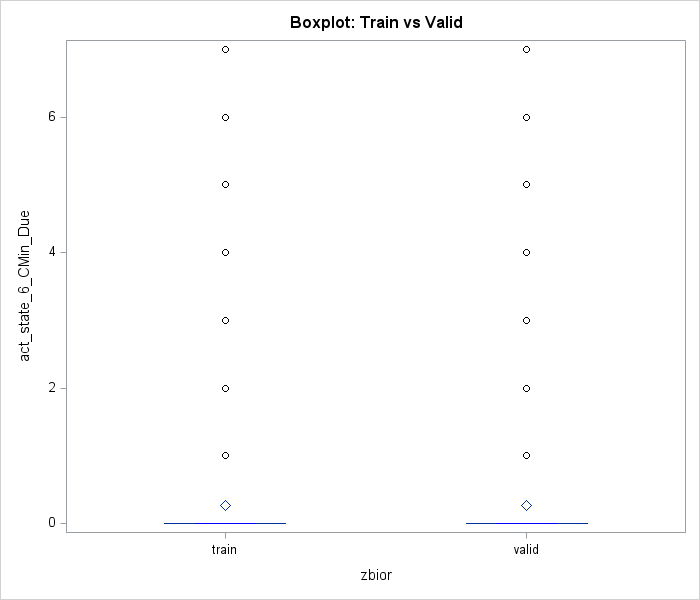 Boxplot: Train vs Valid
act_state_6_CMin_Due
6
4
2
0
train
valid
zbior